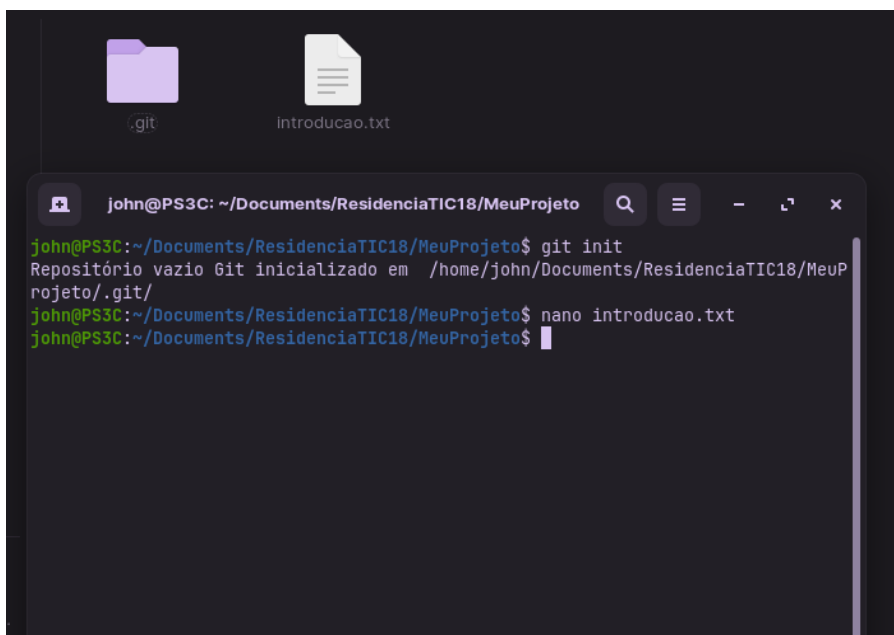 .git
introducao.txt
john@PS3C: ~/Documents/ResidenciaTIC18/MeuProjeto
john@PS3C:~/Documents/ResidenciaTIC18/MeuProjeto$ git init
Repositório vazio Git inicializado em  /home/john/Documents/ResidenciaTIC18/MeuP
rojeto/.git/
john@PS3C:~/Documents/ResidenciaTIC18/MeuProjeto$ nano introducao.txt
john@PS3C:~/Documents/ResidenciaTIC18/MeuProjeto$